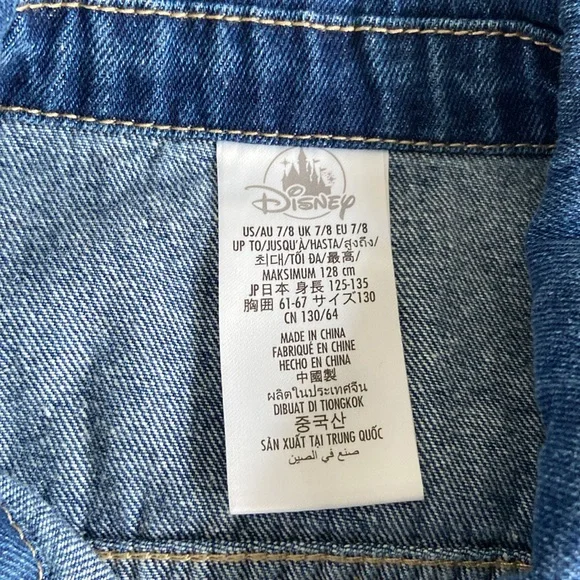 Disney
US/AU 7/8 UK 7/8 EU 7/8
UP TO/JUSQU'À/HASTA/สูงถึง/
최대/TỐI ĐA/最高/
MAKSIMUM 128 cm
JP日本 身長 125-135
胸囲 61-67 サイズ130
CN 130/64
MADE IN CHINA
FABRIQUÉ EN CHINE
HECHO EN CHINA
中國製
ผลิตในประเทศจีน
DIBUAT DI TIONGKOK
중국산
SẢN XUẤT TẠI TRUNG QUỐC
صنع في الصين